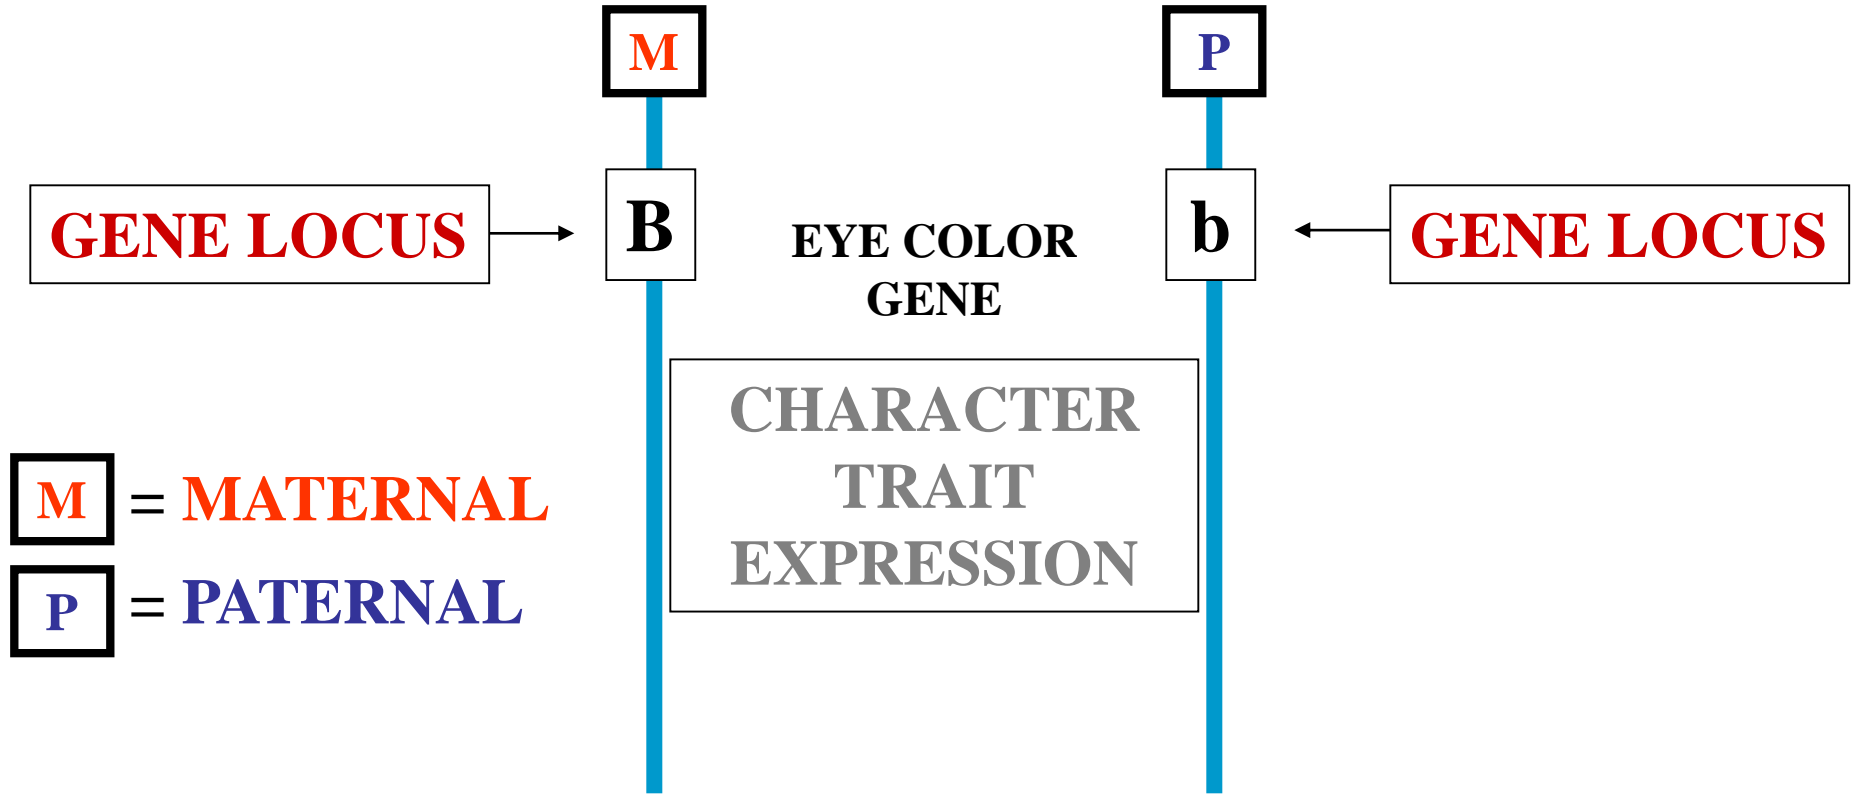 M
P
GENE LOCUS
B
EYE COLOR
GENE
b
GENE LOCUS
CHARACTER
TRAIT
EXPRESSION
M = MATERNAL
P = PATERNAL